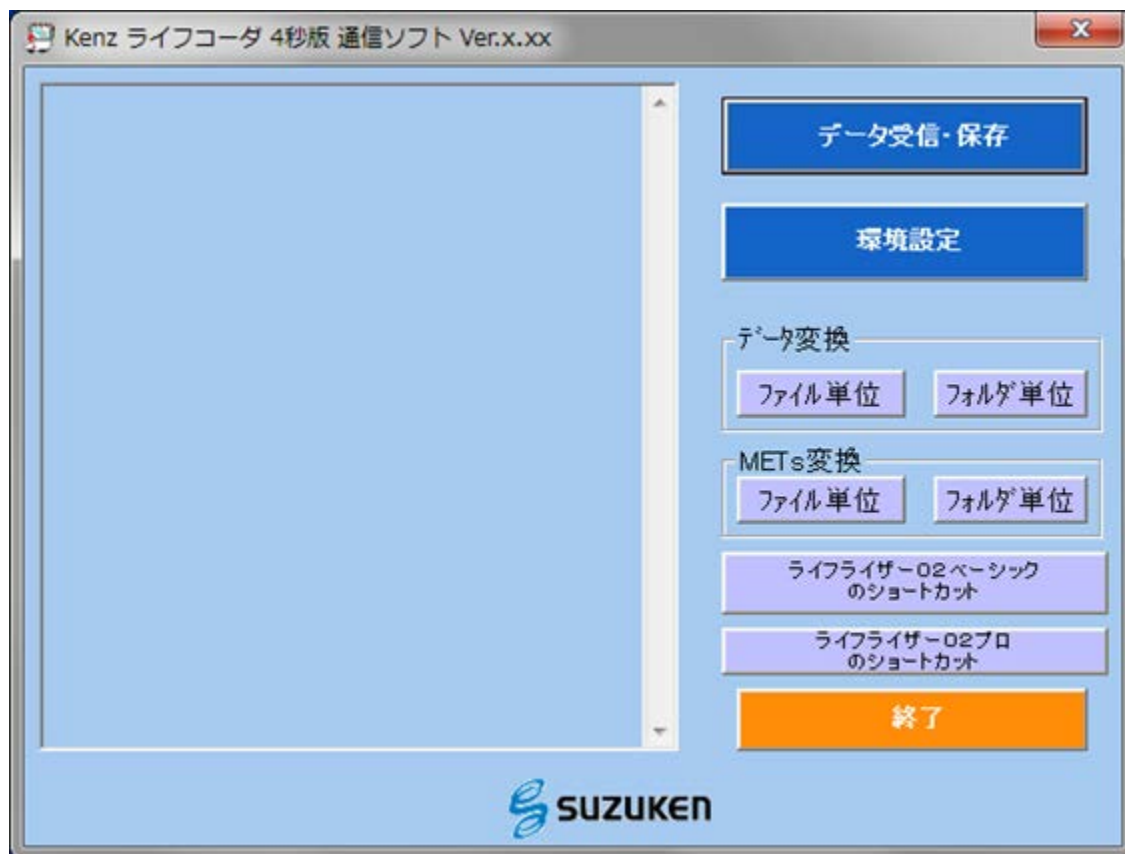 Kenz ライフコーダ 4秒版 通信ソフト Ver.x.xx
データ受信・保存
環境設定
ﾃﾞｰﾀ変換
ﾌｧｲﾙ単位
ﾌｫﾙﾀﾞ単位
METs変換
ﾌｧｲﾙ単位
ﾌｫﾙﾀﾞ単位
ライフライザー02ベーシック
のショートカット
ライフライザー02プロ
のショートカット
終了
SUZUKEN